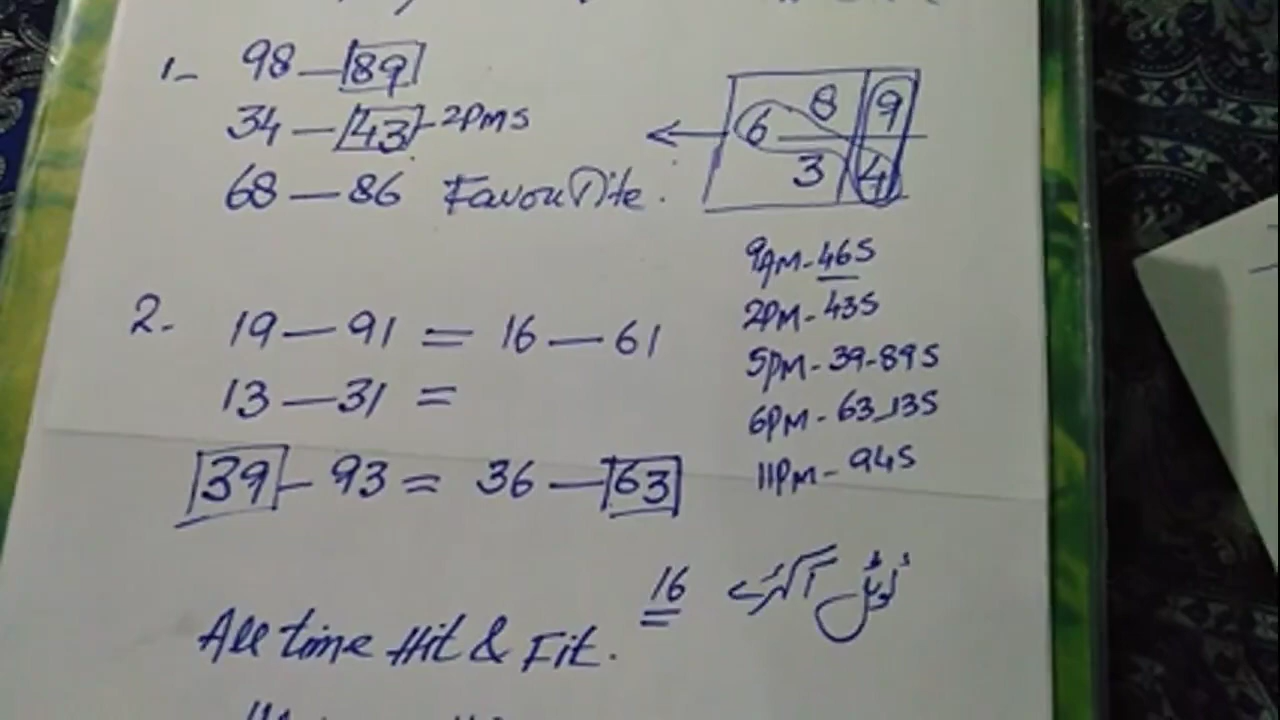 1- 98-89
34-43-2PMS
68-86 Favourite.
8 9
6
3 4
9AM-46S
2PM-43S
5PM-39-89S
6PM-63-13S
11PM-94S
2- 19-91=16-61
13-31=
39-93=36-63
16
All time Hit & Fit.